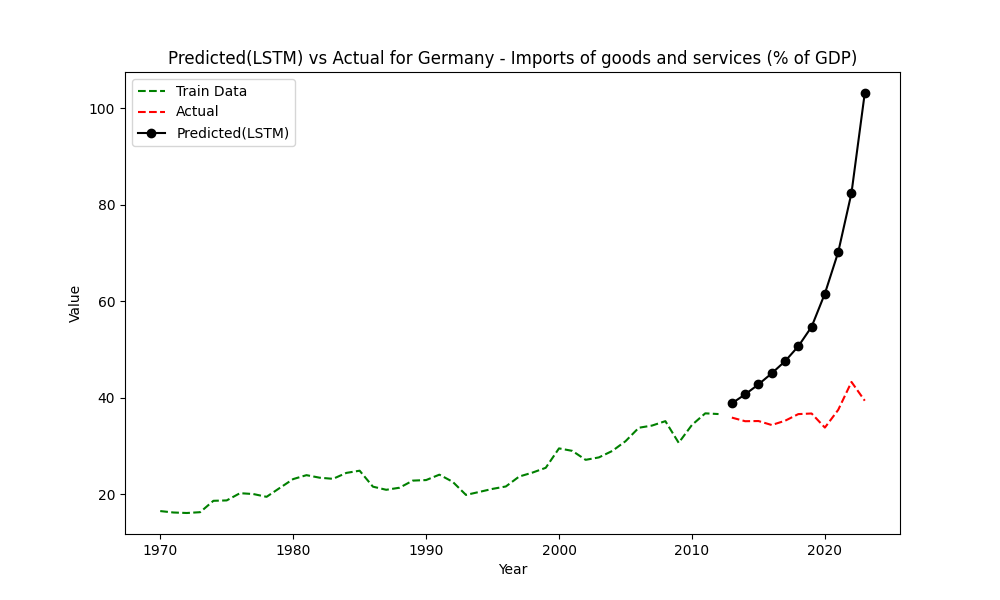 Predicted(LSTM) vs Actual for Germany - Imports of goods and services (% of GDP)
Train Data
Actual
Predicted(LSTM)
100
80
60
40
20
Value
1970
1980
1990
2000
2010
2020
Year